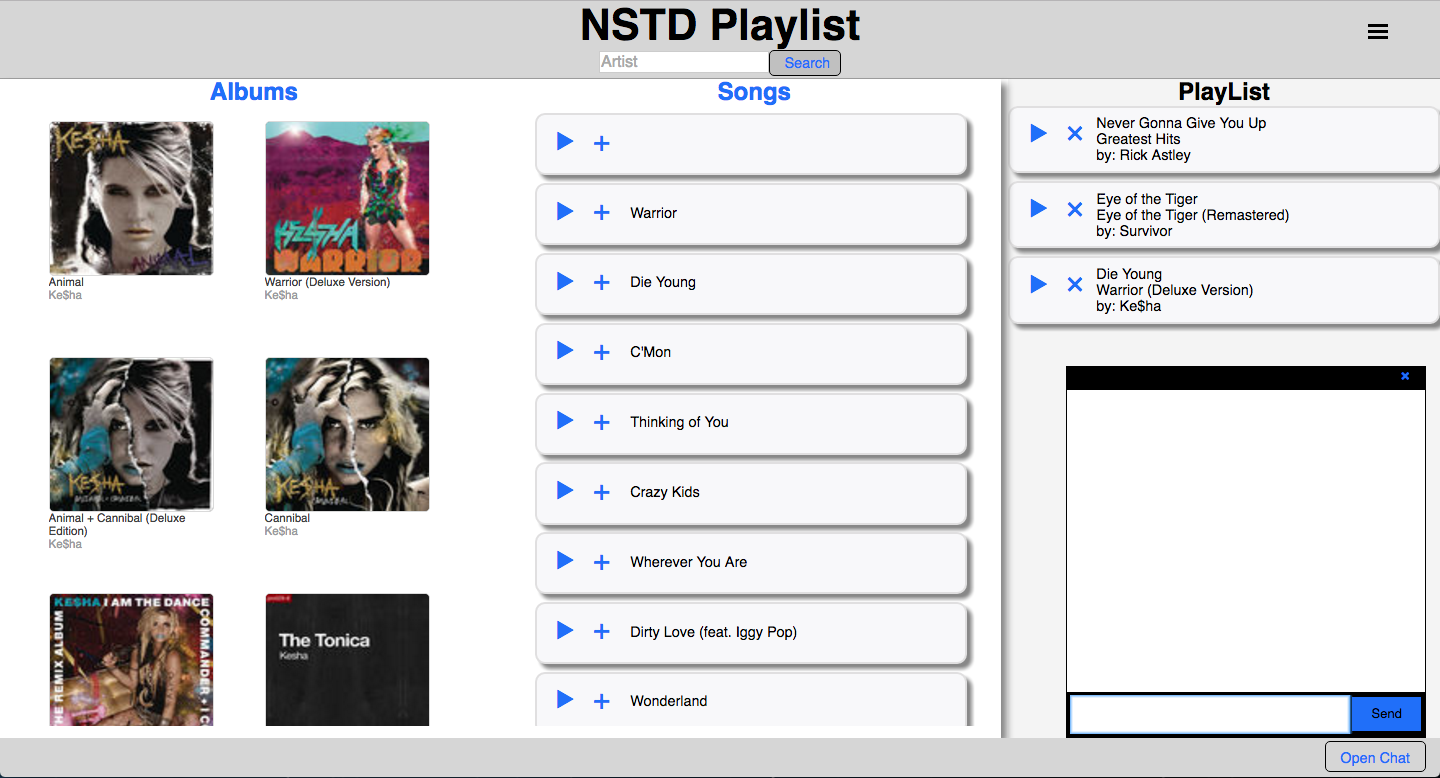 NSTD Playlist
Artist
Search
Albums
KE$HA
ANIMAL
Animal
Ke$ha
KE$HA
WARRIOR
Warrior (Deluxe Version)
Ke$ha
KE$HA
ANIMAL + CANNIBAL
Animal + Cannibal (Deluxe
Edition)
Ke$ha
KE$HA
CANNIBAL
Cannibal
Ke$ha
KE$HA I AM THE DANCE
COMMANDER + I C
THE REMIX ALBUM
The Tonica
Kesha
Songs
Warrior
Die Young
C'Mon
Thinking of You
Crazy Kids
Wherever You Are
Dirty Love (feat. Iggy Pop)
Wonderland
PlayList
Never Gonna Give You Up
Greatest Hits
by: Rick Astley
Eye of the Tiger
Eye of the Tiger (Remastered)
by: Survivor
Die Young
Warrior (Deluxe Version)
by: Ke$ha
Send
Open Chat